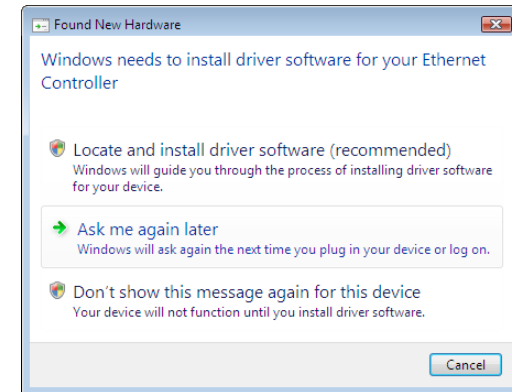 Found New Hardware
Windows needs to install driver software for your Ethernet
Controller
Locate and install driver software (recommended)
Windows will guide you through the process of installing driver software
for your device.
Ask me again later
Windows will ask again the next time you plug in your device or log on.
Don't show this message again for this device
Your device will not function until you install driver software.
Cancel